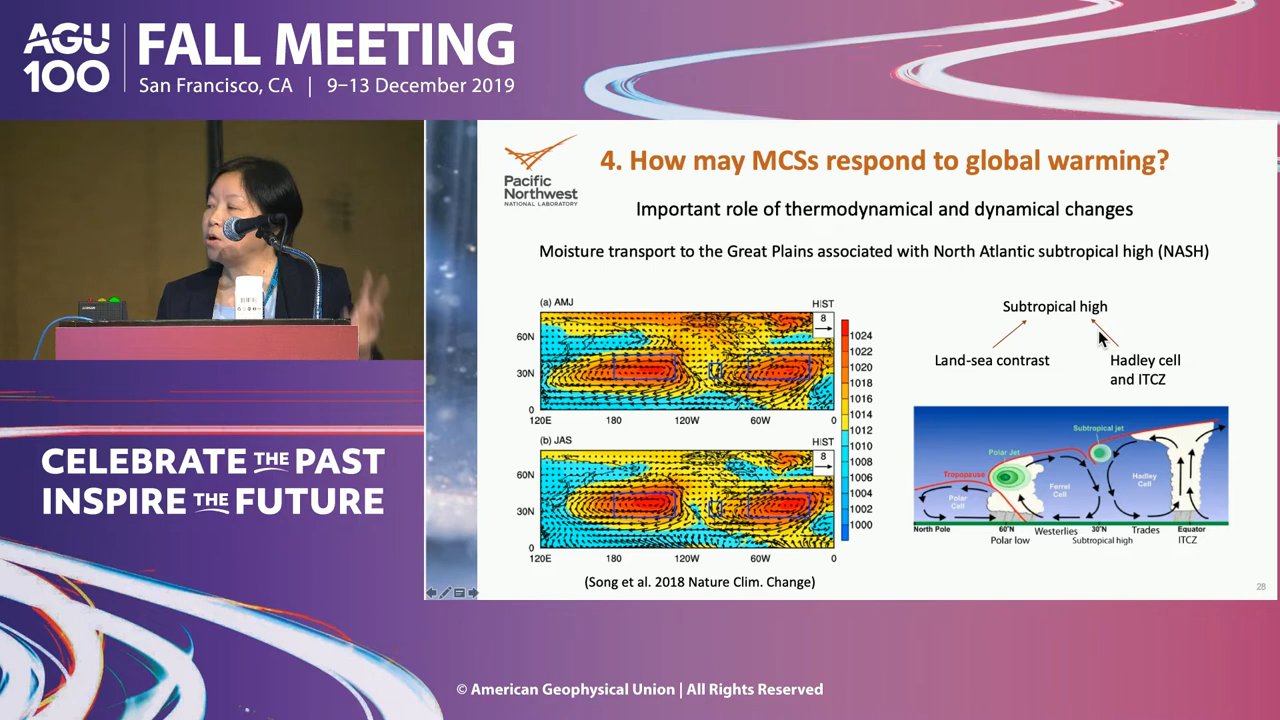 AGU
100
FALL MEETING
San Francisco, CA | 9–13 December 2019
Pacific
Northwest
NATIONAL LABORATORY
4. How may MCSs respond to global warming?
Important role of thermodynamical and dynamical changes
Moisture transport to the Great Plains associated with North Atlantic subtropical high (NASH)
(a) AMJ
HIST
8
60N
30N
0
120E 180 120W 60W 0
(b) JAS
HIST
8
60N
30N
0
120E 180 120W 60W 0
1024
1022
1020
1018
1016
1014
1012
1010
1008
1006
1004
1002
1000
(Song et al. 2018 Nature Clim. Change)
Subtropical high
Land-sea contrast
Hadley cell
and ITCZ
Subtropical jet
Polar Jet
Tropopause
Polar
Cell
Ferrel
Cell
Hadley
Cell
North Pole 60°N Westerlies 30°N Trades Equator
Polar low Subtropical high ITCZ
28
CELEBRATE THE PAST
INSPIRE THE FUTURE
© American Geophysical Union | All Rights Reserved